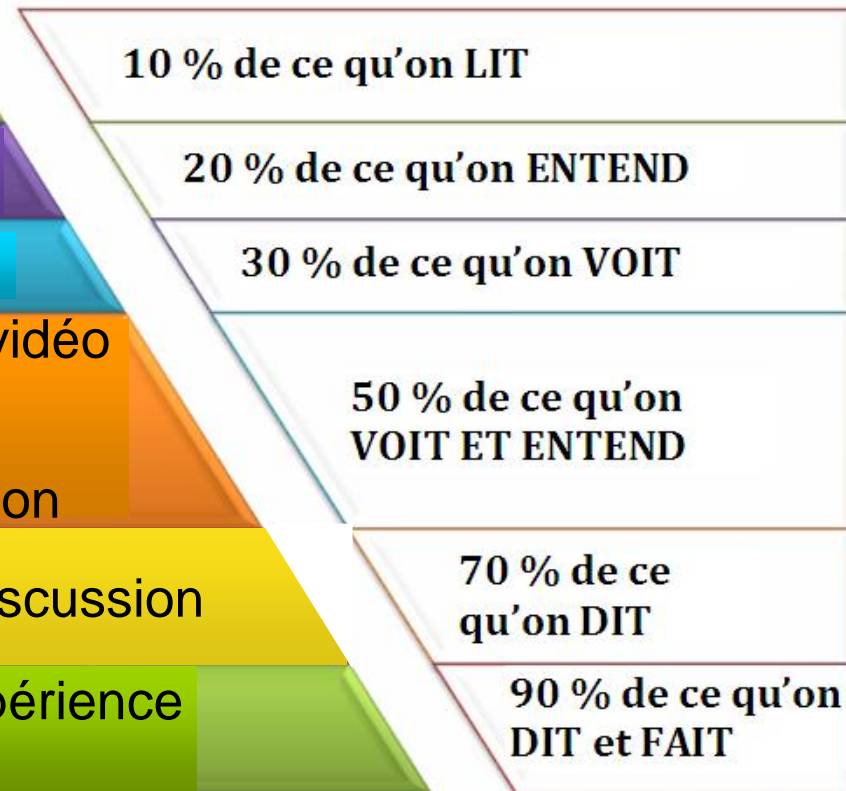 10 % de ce qu'on LIT
20 % de ce qu'on ENTEND
30 % de ce qu'on VOIT
vidéo
50 % de ce qu'on
VOIT ET ENTEND
on
70 % de ce
qu'on DIT
scussion
90 % de ce qu'on
DIT et FAIT
périence